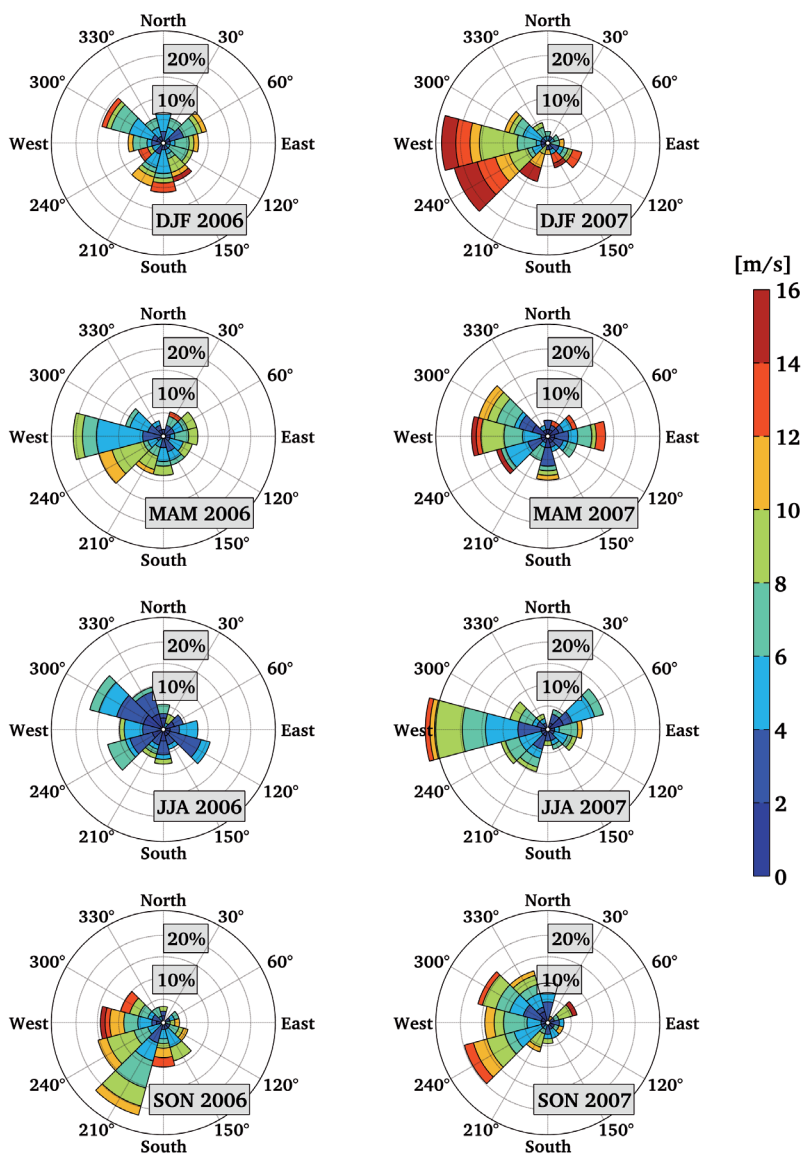 North
330° 30°
20%
300° 60°
10%
West East
240° 120°
DJF 2006
210° 150°
South
North
330° 30°
20%
300° 60°
10%
West East
240° 120°
DJF 2007
210° 150°
South
North
330° 30°
20%
300° 60°
10%
West East
240° 120°
MAM 2006
210° 150°
South
North
330° 30°
20%
300° 60°
10%
West East
240° 120°
MAM 2007
210° 150°
South
North
330° 30°
20%
300° 60°
10%
West East
240° 120°
JJA 2006
210° 150°
South
North
330° 30°
20%
300° 60°
10%
West East
240° 120°
JJA 2007
210° 150°
South
North
330° 30°
20%
300° 60°
10%
West East
240° 120°
SON 2006
210° 150°
South
North
330° 30°
20%
300° 60°
10%
West East
240° 120°
SON 2007
210° 150°
South
[m/s]
16
14
12
10
8
6
4
2
0